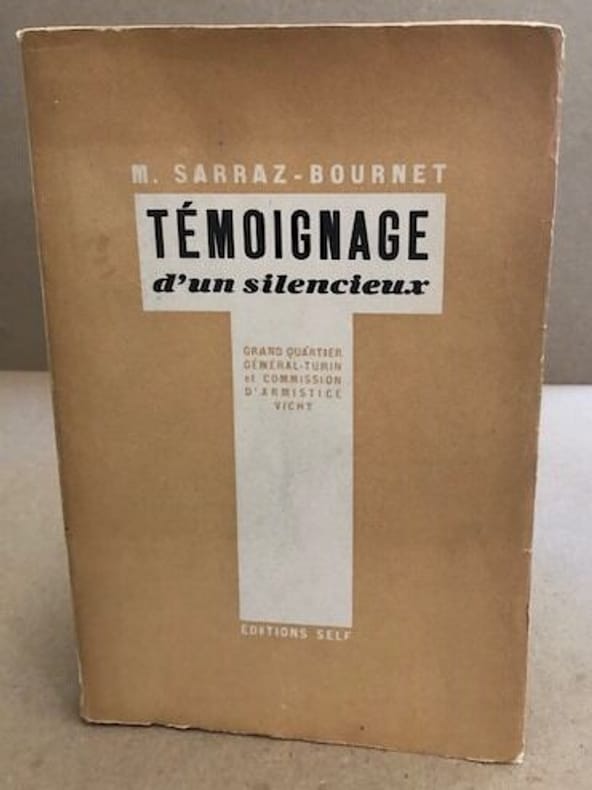 M. SARRAZ-BOURNET
TÉMOIGNAGE
d'un silencieux
GRAND QUARTIER
GÉNÉRAL-TURIN
et COMMISSION
D'ARMISTICE
VICHY
EDITIONS SELF